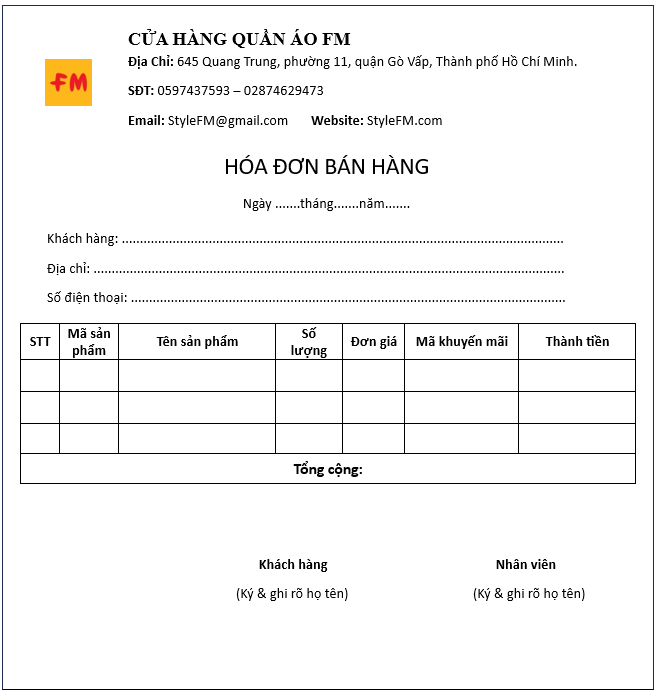 CỬA HÀNG QUẦN ÁO FM
FM
Địa Chỉ: 645 Quang Trung, phường 11, quận Gò Vấp, Thành phố Hồ Chí Minh.
SĐT: 0597437593 – 02874629473
Email: StyleFM@gmail.com Website: StyleFM.com
HÓA ĐƠN BÁN HÀNG
Ngày .......tháng.......năm.......
Khách hàng: ..........................................................................................................................
Địa chỉ: ..................................................................................................................................
Số điện thoại: ........................................................................................................................
STT Mã sản phẩm Tên sản phẩm Số lượng Đơn giá Mã khuyến mãi Thành tiền
Tổng cộng:
Khách hàng Nhân viên
(Ký & ghi rõ họ tên) (Ký & ghi rõ họ tên)